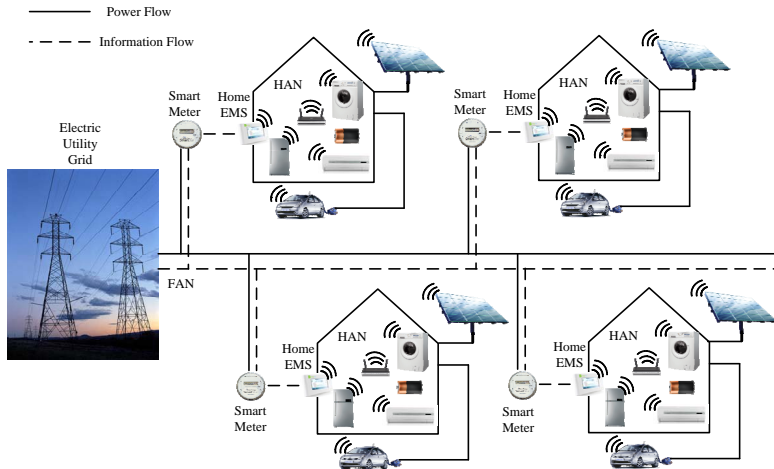 Power Flow
Information Flow
Electric
Utility
Grid
Smart
Meter
Home
EMS
HAN
Smart
Meter
Home
EMS
HAN
FAN
Smart
Meter
Home
EMS
HAN
Smart
Meter
Home
EMS
HAN